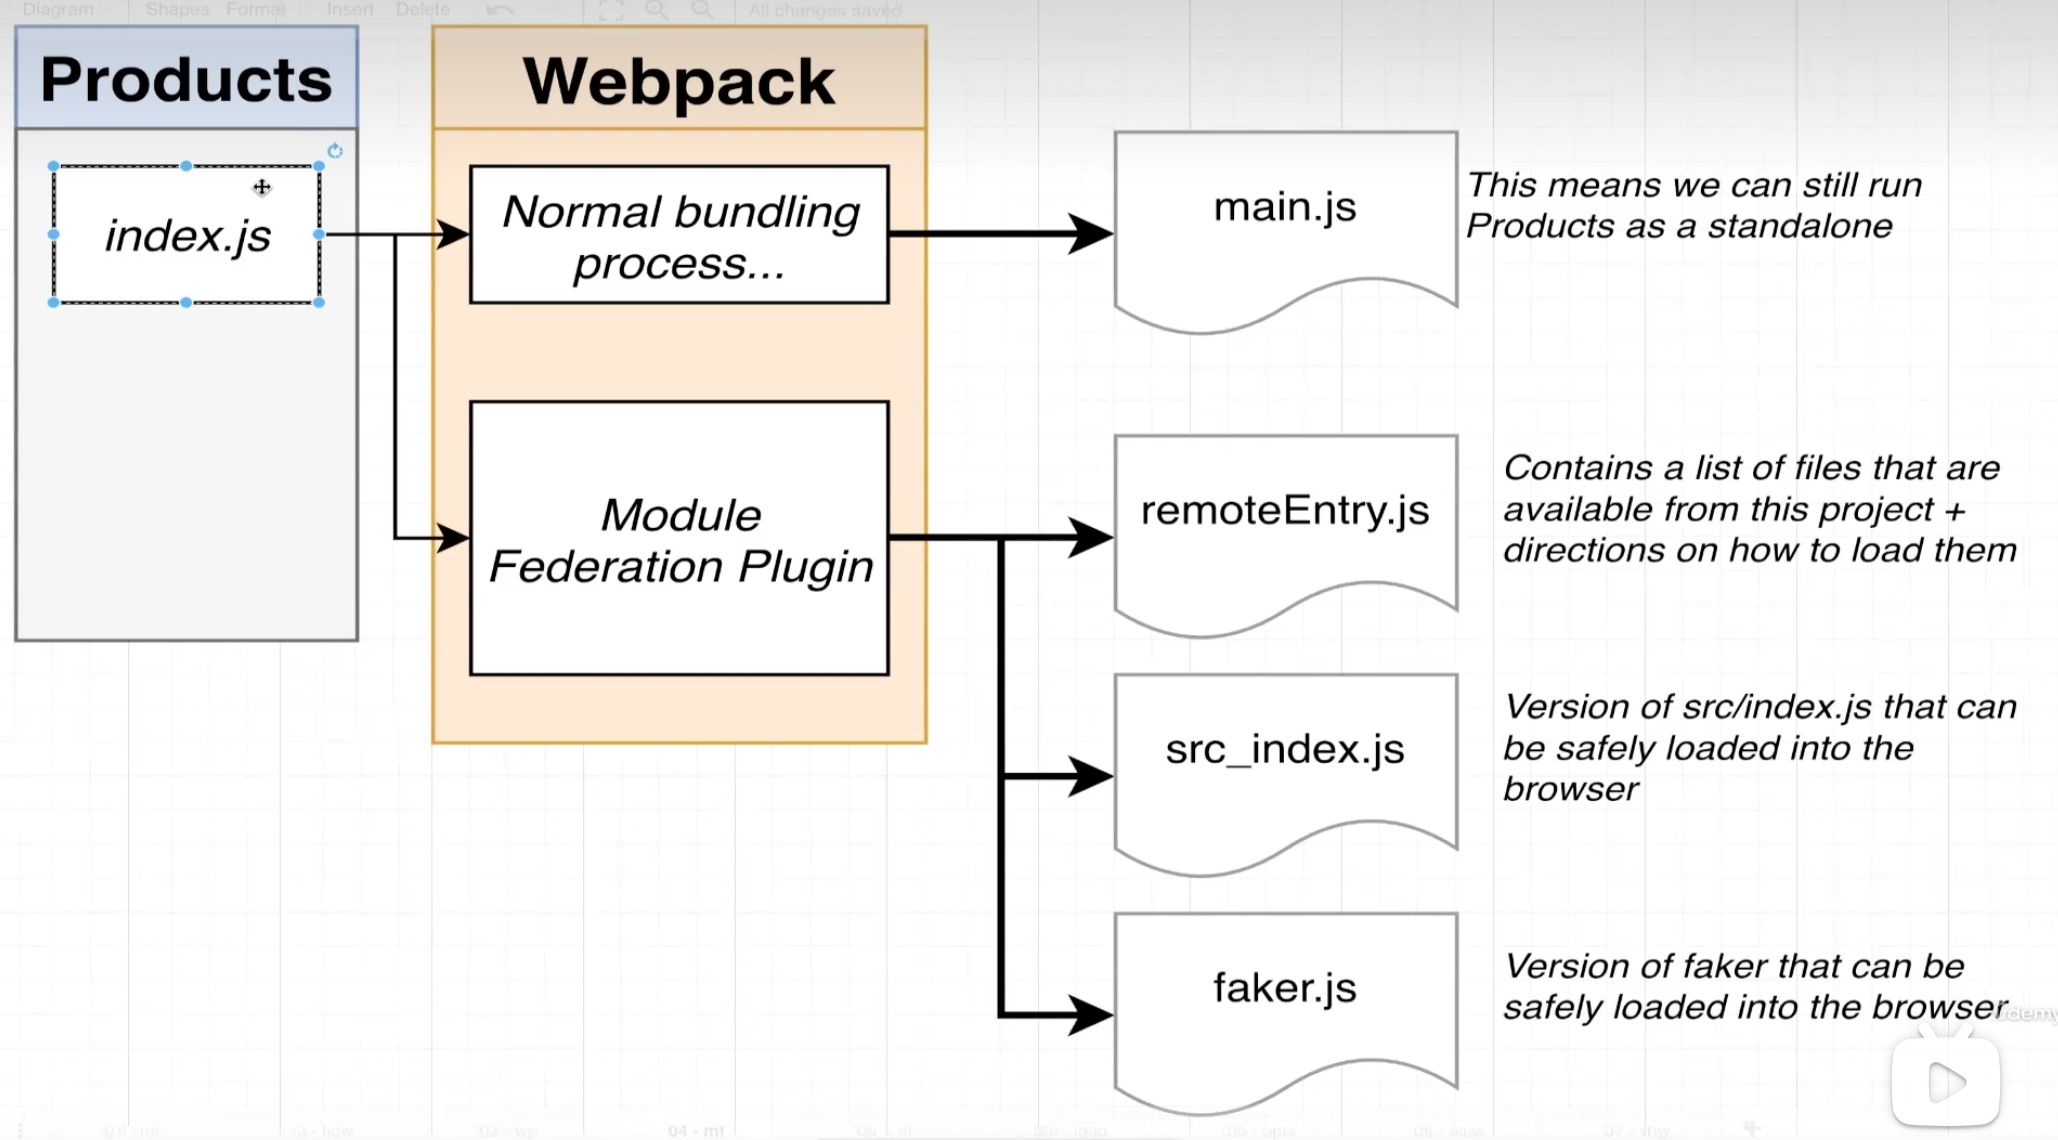 Diagram Shapes Format Insert Delete All changes saved
Products
index.js
Webpack
Normal bundling
process...
Module
Federation Plugin
main.js
This means we can still run
Products as a standalone
remoteEntry.js
Contains a list of files that are
available from this project +
directions on how to load them
src_index.js
Version of src/index.js that can
be safely loaded into the
browser
faker.js
Version of faker that can be
safely loaded into the browser
02 - wp
04 - mf